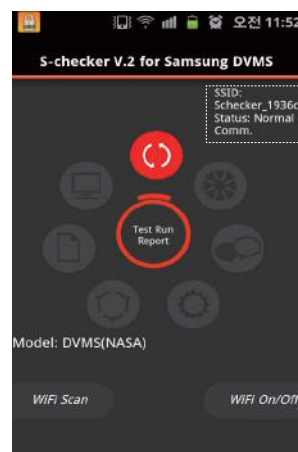 오전 11:52
S-checker V.2 for Samsung DVMS
SSID:
Schecker_1936c
Status: Normal
Comm.
Test Run
Report
Model: DVMS(NASA)
WiFi Scan
WiFi On/Off